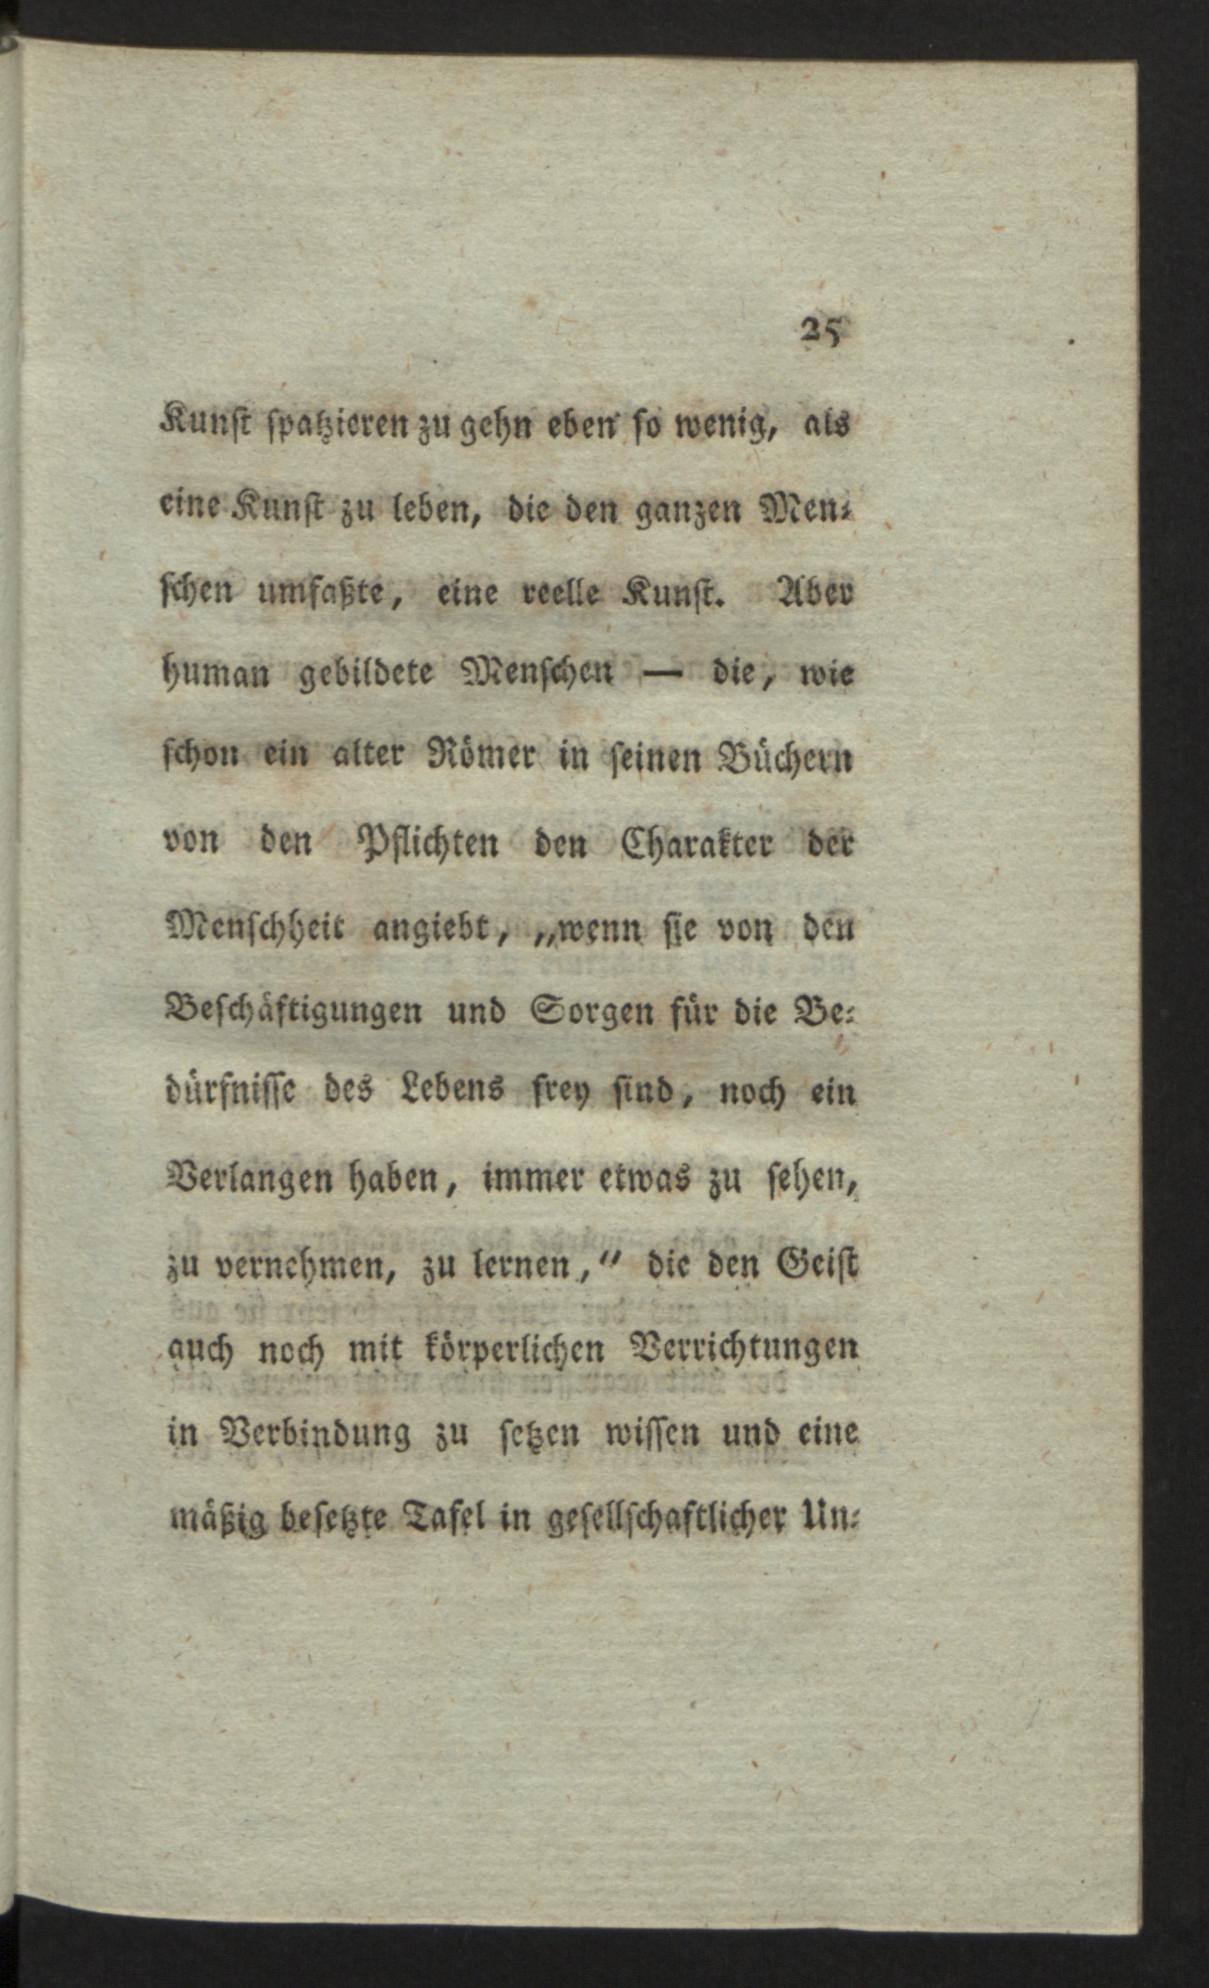 25
Kunſt ſpatzieren zu gehn eben ſo wenig, als
eine Kunſt zu leben, die den ganzen Men⸗
ſchen umfaßte, eine reelle Kunſt. Aber
human gebildete Menſchen — die, wie
ſchon ein alter Römer in ſeinen Büchern
von den Pflichten den Charakter der
Menſchheit angiebt, „wenn ſie von den
Beſchäftigungen und Sorgen für die Be⸗
dürfniſſe des Lebens frey ſind, noch ein
Verlangen haben, immer etwas zu ſehen,
zu vernehmen, zu lernen,“ die den Geiſt
auch noch mit körperlichen Verrichtungen
in Verbindung zu ſetzen wiſſen und eine
mäßig beſetzte Tafel in geſellſchaftlicher Un⸗